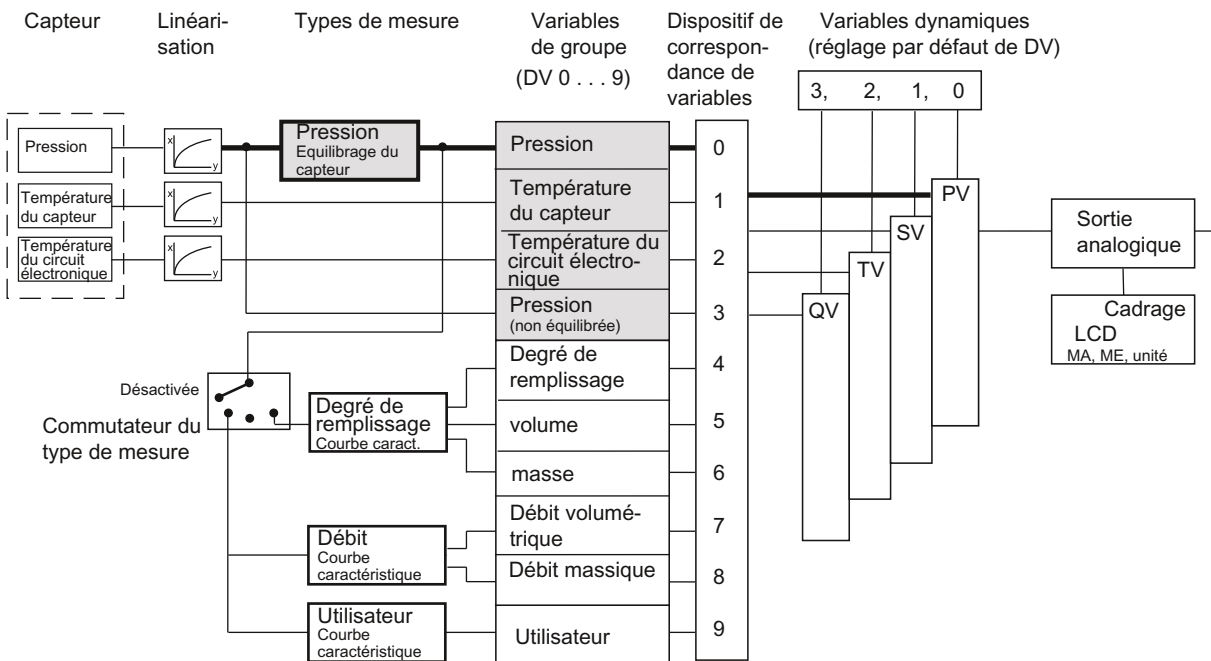 Capteur
Linéari-
sation
Types de mesure
Variables
de groupe
(DV 0 . . . 9)
Dispositif de
correspon-
dance de
variables
Variables dynamiques
(réglage par défaut de DV)
3, 2, 1, 0
Pression
x
y
Pression
Equilibrage du
capteur
Pression
0
Température
du capteur
x
y
Température
du capteur
1
PV
Température
du circuit
électronique
x
y
Température du
circuit électro-
nique
2
SV
TV
Sortie
analogique
Pression
(non équilibrée)
3
QV
Cadrage
LCD
MA, ME, unité
Degré de
remplissage
4
Désactivée
Commutateur du
type de mesure
Degré de
remplissage
Courbe caract.
volume
5
masse
6
Débit volumé-
trique
7
Débit
Courbe
caractéristique
Débit massique
8
Utilisateur
Courbe
caractéristique
Utilisateur
9